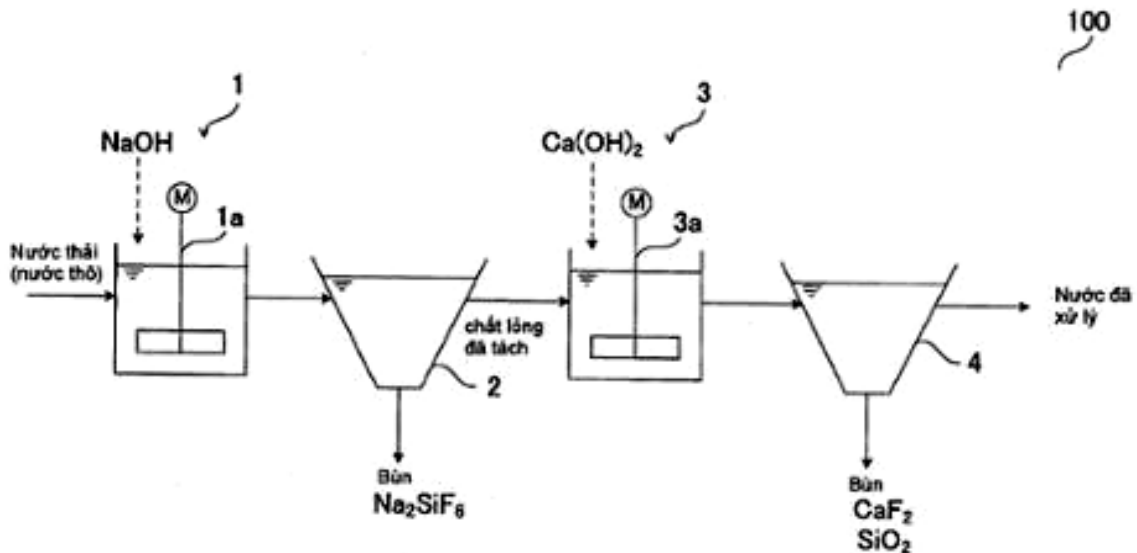 100
1
NaOH
M
1a
Nước thải
(nước thô)
chất lỏng
đã tách
2
Bùn
Na₂SiF₆
3
Ca(OH)₂
M
3a
Nước đã
xử lý
4
Bùn
CaF₂
SiO₂